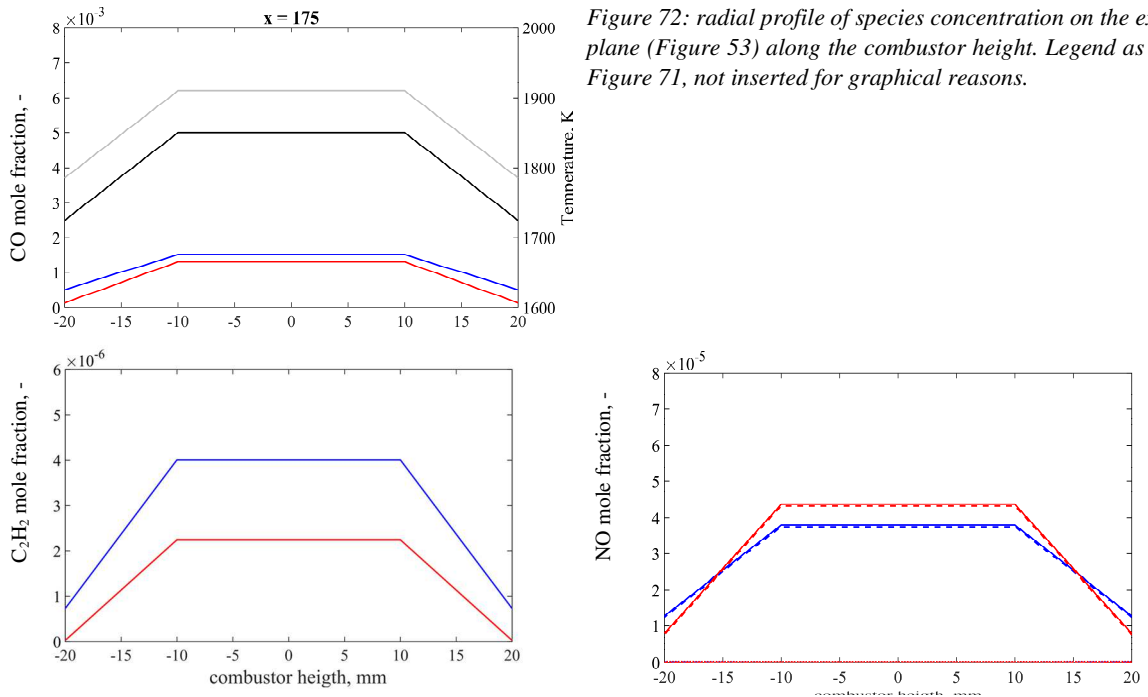 ×10⁻³
x = 175
8
7
6
5
4
3
2
1
0
CO mole fraction, -
2000
1900
1800
1700
1600
Temperature, K
-20 -15 -10 -5 0 5 10 15 20
Figure 72: radial profile of species concentration on the
plane (Figure 53) along the combustor height. Legend as
Figure 71, not inserted for graphical reasons.
×10⁻⁶
6
5
4
3
2
1
0
C₂H₂ mole fraction, -
-20 -15 -10 -5 0 5 10 15 20
combustor heigth, mm
×10⁻⁵
8
7
6
5
4
3
2
1
0
NO mole fraction, -
-20 -15 -10 -5 0 5 10 15 20
combustor heigth, mm